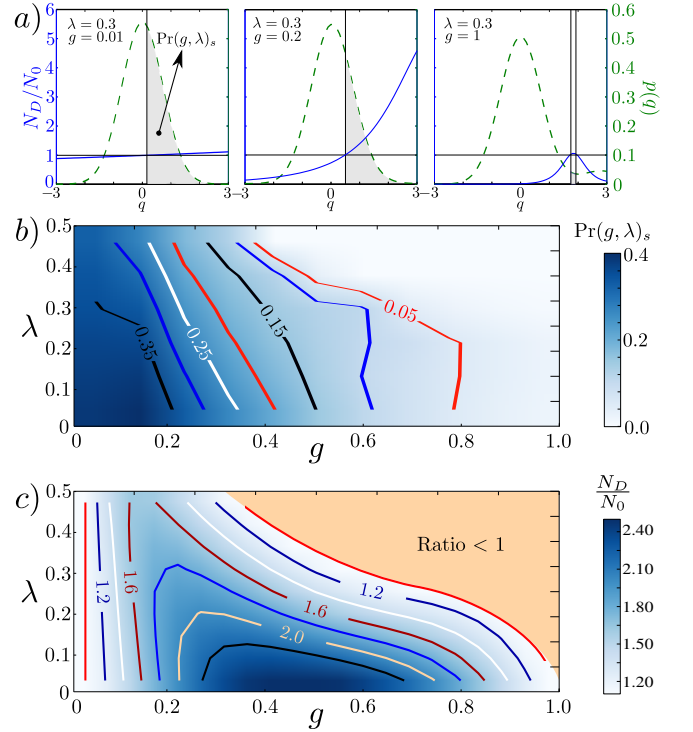 a)
λ = 0.3
g = 0.01
Pr(g, λ)ₛ
λ = 0.3
g = 0.2
λ = 0.3
g = 1
N_D/N_0
6
5
4
3
2
1
0
−3
0
3
q
−3
0
3
q
−3
0
3
q
0.6
0.5
0.4
0.3
0.2
0.1
0.0
p(q)
b)
λ
0.5
0.4
0.3
0.2
0.1
0
0
0.2
0.4
0.6
0.8
1.0
g
0.35
0.25
0.15
0.05
Pr(g, λ)ₛ
0.4
0.2
0.0
c)
λ
0.5
0.4
0.3
0.2
0.1
0
0
0.2
0.4
0.6
0.8
1.0
g
1.2
1.6
2.0
1.6
1.2
Ratio < 1
N_D
N_0
2.40
2.10
1.80
1.50
1.20